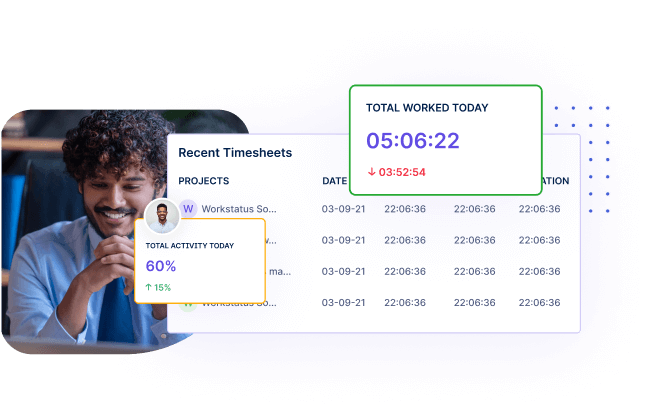 TOTAL WORKED TODAY
05:06:22
↓ 03:52:54
Recent Timesheets
PROJECTS DATE ATION
W Workstatus So... 03-09-21 22:06:36 22:06:36 22:06:36
w... 03-09-21 22:06:36 22:06:36 22:06:36
ma... 03-09-21 22:06:36 22:06:36 22:06:36
Workstatus So... 03-09-21 22:06:36 22:06:36 22:06:36
TOTAL ACTIVITY TODAY
60%
↑ 15%